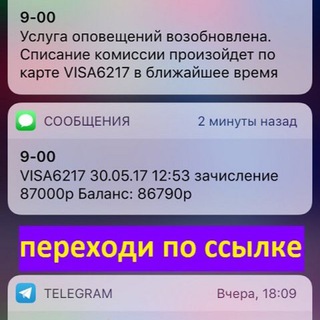 9-00
Услуга оповещений возобновлена.
Списание комиссии произойдет по
карте VISA6217 в ближайшее время
СООБЩЕНИЯ 2 минуты назад
9-00
VISA6217 30.05.17 12:53 зачисление
87000р Баланс: 86790р
переходи по ссылке
TELEGRAM Вчера, 18:09